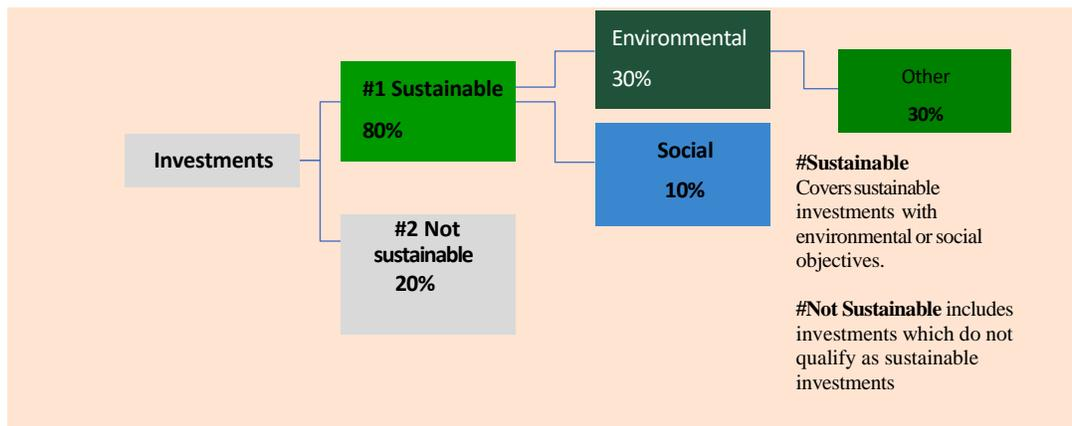 Environmental
30%
Other
30%
#1 Sustainable
80%
Social
10%
Investments
#2 Not
sustainable
20%
#Sustainable
Covers sustainable
investments with
environmental or social
objectives.
#Not Sustainable includes
investments which do not
qualify as sustainable
investments